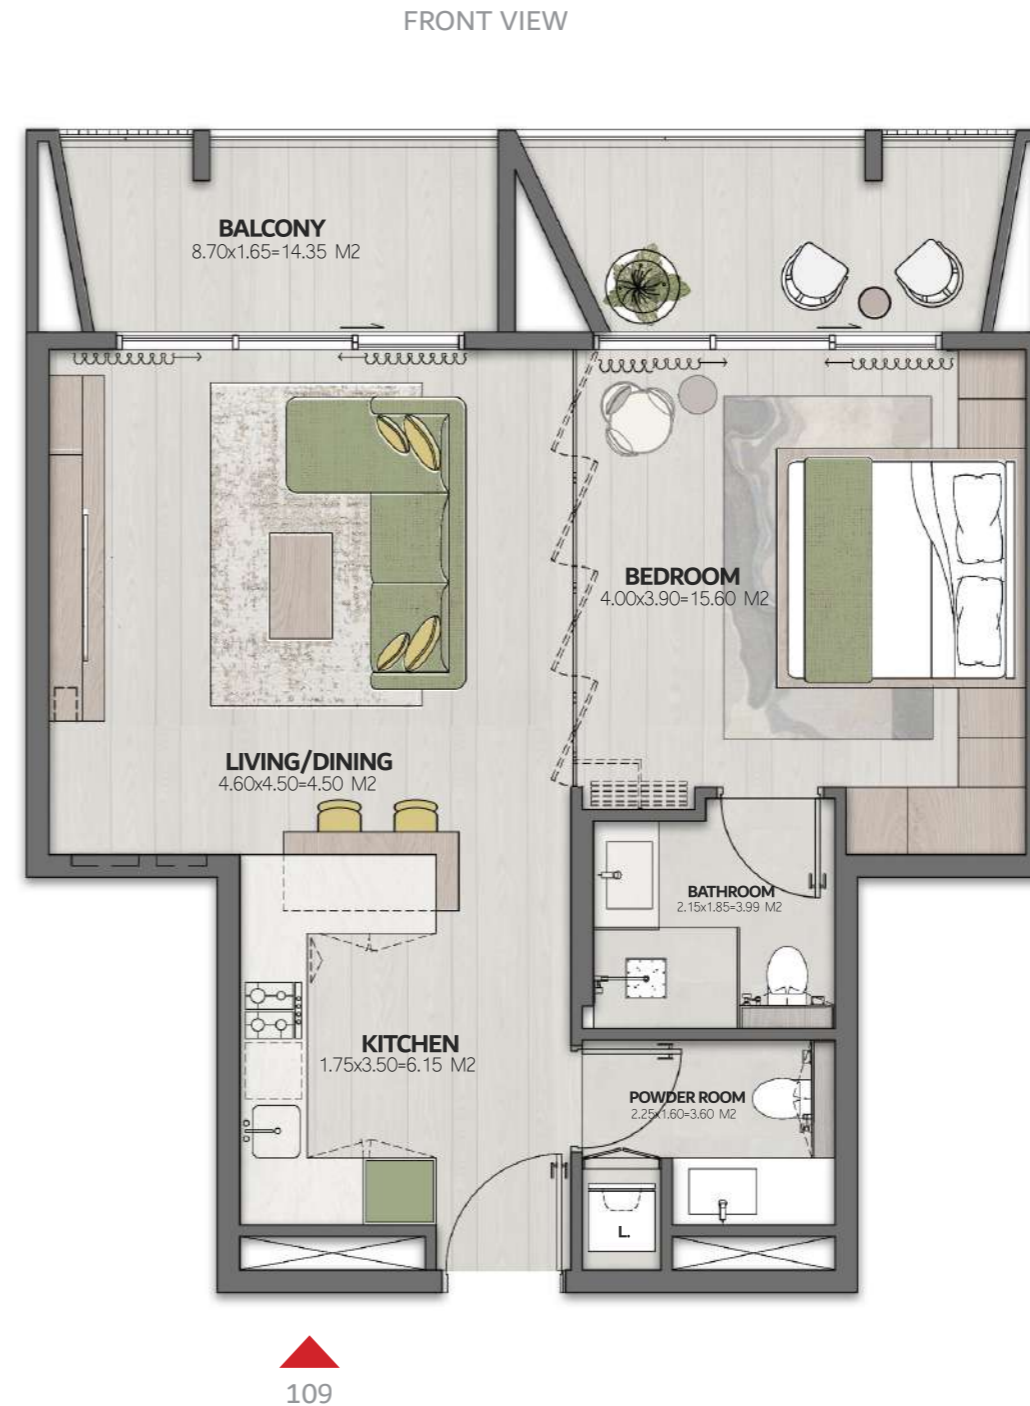 FRONT VIEW
BALCONY
8.70x1.65=14.35 M2
BEDROOM
4.00x3.90=15.60 M2
LIVING/DINING
4.60x4.50=4.50 M2
BATHROOM
2.15x1.85=3.99 M2
KITCHEN
1.75x3.50=6.15 M2
POWDER ROOM
2.25x1.60=3.60 M2
L.
109